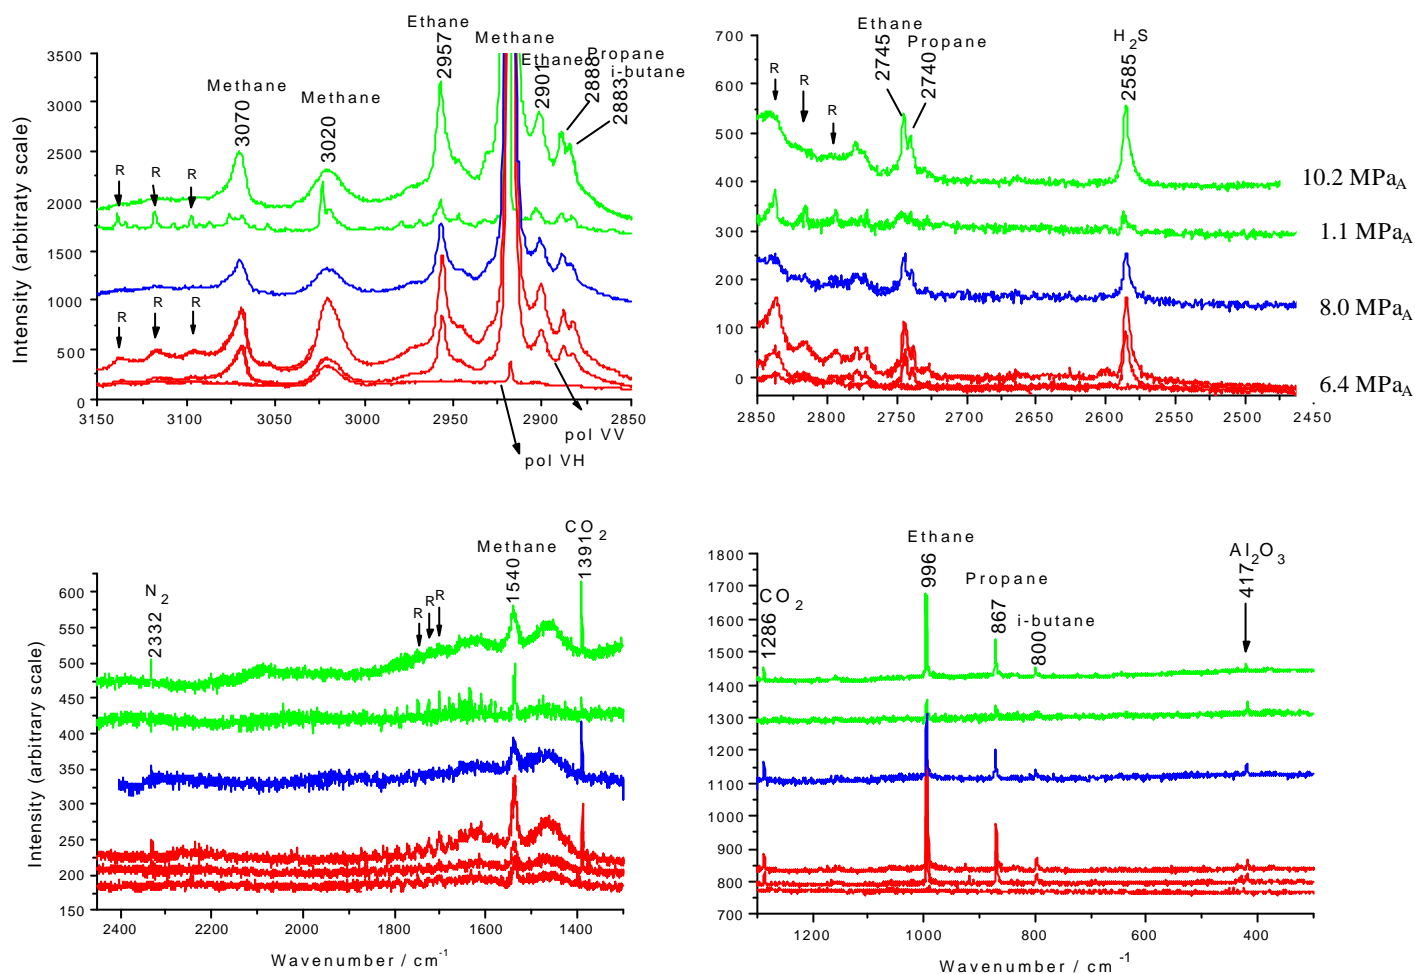 Ethane
Methane
Ethane
Propane
i-butane
Methane
Methane
3070
3020
2957
2901
2888
2883
R
R
R
R
R
R
Intensity (arbitraty scale)
3500
3000
2500
2000
1500
1000
500
0
3150
3100
3050
3000
2950
2900
2850
pol VV
pol VH
Ethane
Propane
H2S
2745
2740
2585
R
R
R
700
600
500
400
300
200
100
0
2850
2800
2750
2700
2650
2600
2550
2500
2450
10.2 MPaA
1.1 MPaA
8.0 MPaA
6.4 MPaA
N2
2332
R
R
R
Methane
1540
CO2
1391
Intensity (arbitrary scale)
600
550
500
450
400
350
300
250
200
150
2400
2200
2000
1800
1600
1400
Wavenumber / cm-1
CO2
1286
Ethane
996
Propane
867
i-butane
800
Al2O3
417
1800
1700
1600
1500
1400
1300
1200
1100
1000
900
800
700
1200
1000
800
600
400
Wavenumber / cm-1